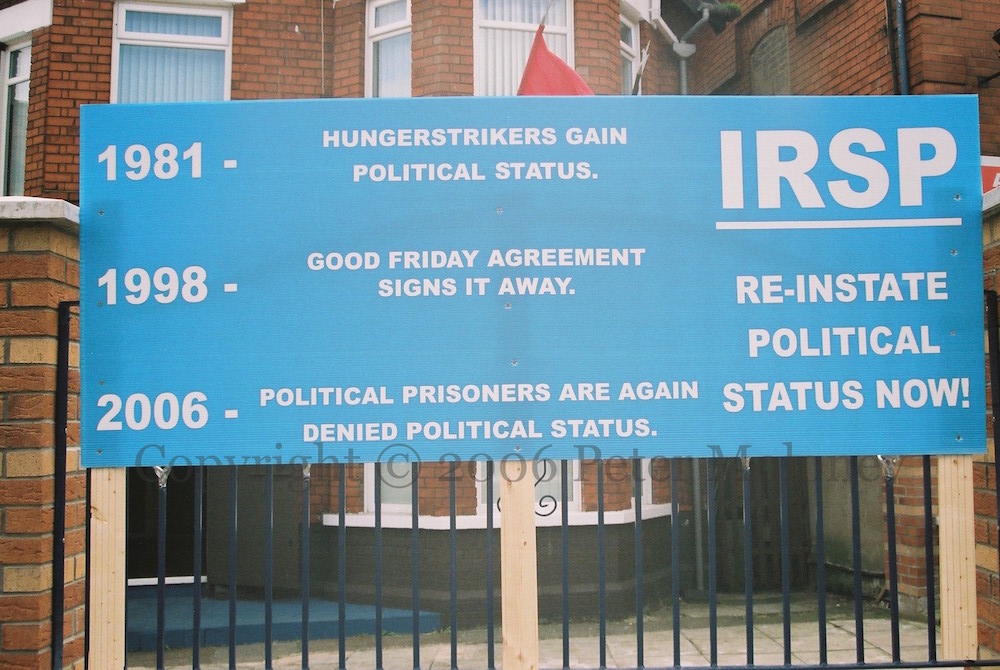 1981 - HUNGERSTRIKERS GAIN
POLITICAL STATUS.
1998 - GOOD FRIDAY AGREEMENT
SIGNS IT AWAY.
2006 - POLITICAL PRISONERS ARE AGAIN
DENIED POLITICAL STATUS.
IRSP
RE-INSTATE
POLITICAL
STATUS NOW!
Copyright © 2006 Peter